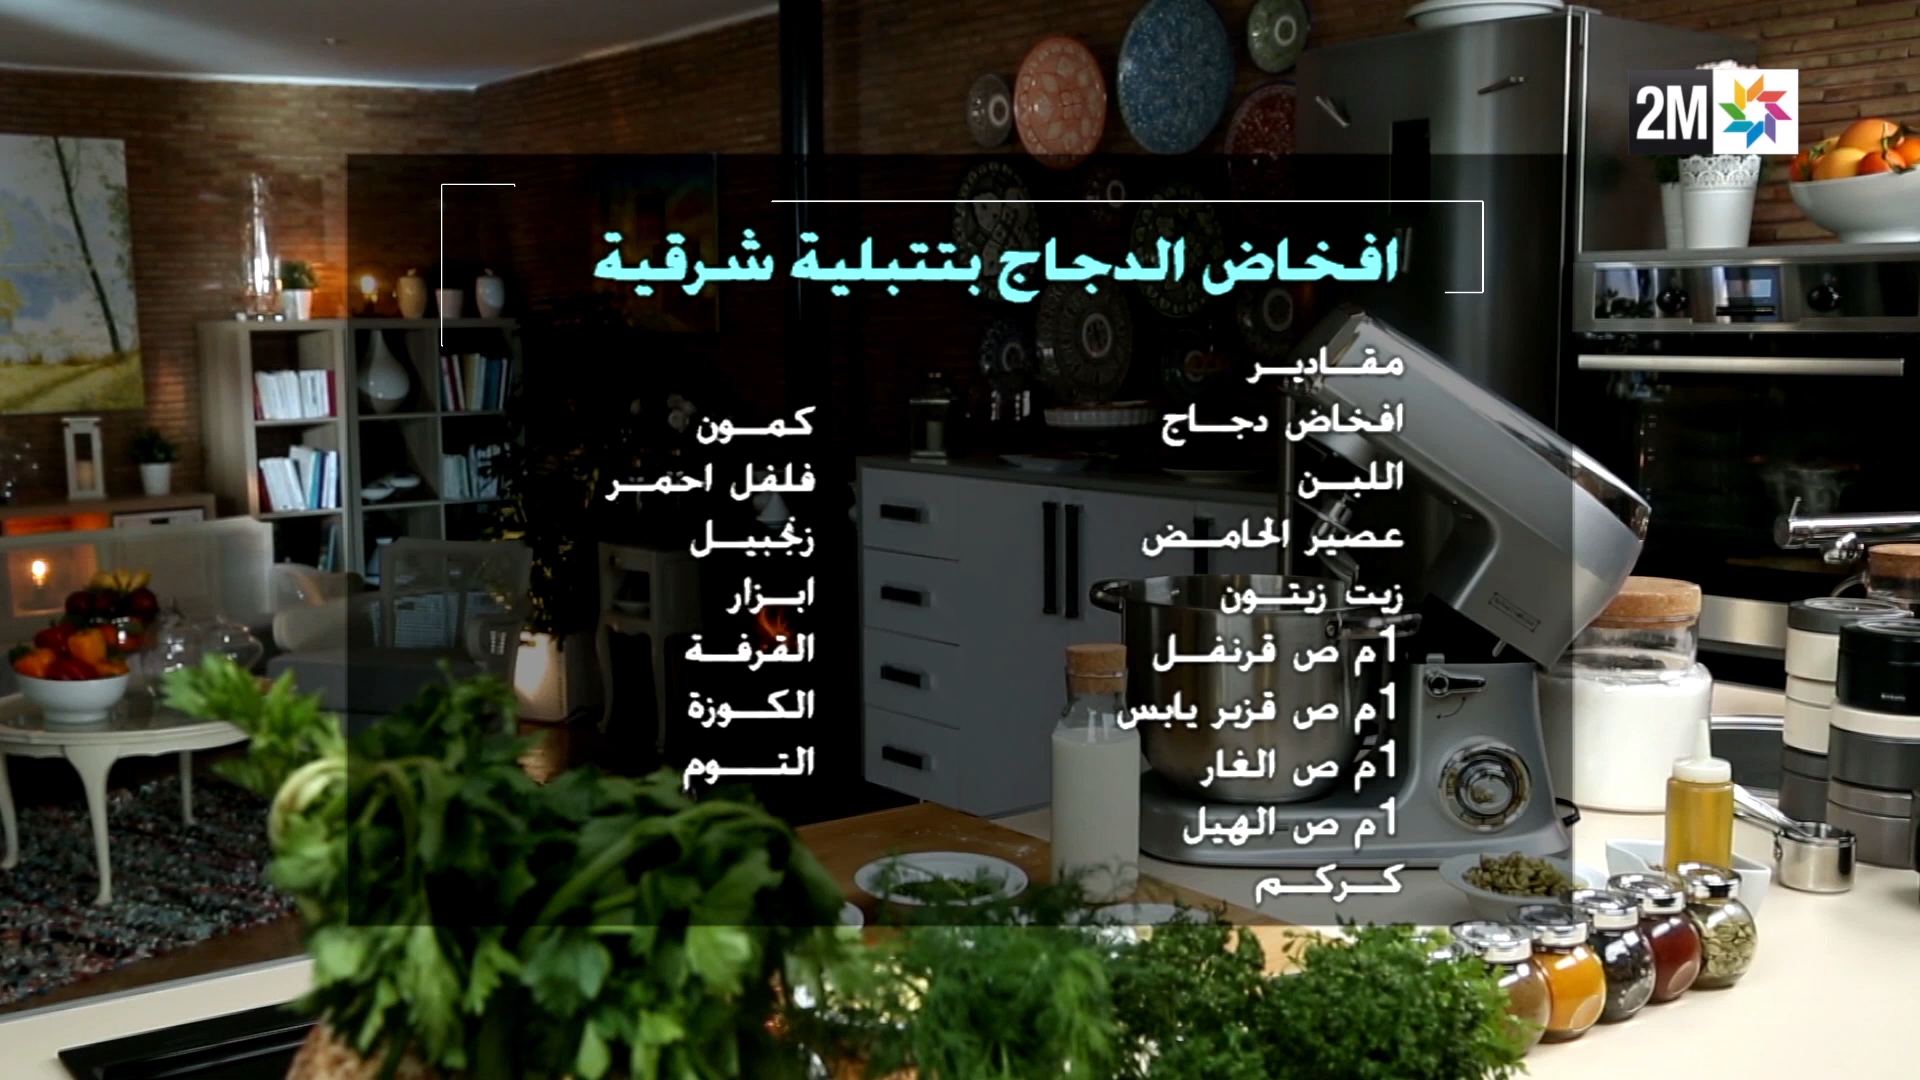 2M
افخاض الدجاج بتتبلية شرقية
مقادير
افخاض دجاج
اللبن
عصير الحامض
زيت زيتون
1م ص قرنفل
1م ص قزبر يابس
1م ص الغار
1م ص الهيل
كركم
كمون
فلفل احمر
زنجبيل
ابزار
القرفة
الكوزة
التوم